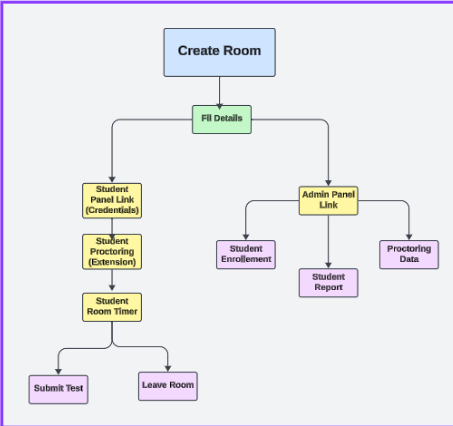 Create Room
Fil Details
Student
Panel Link
(Credentials)
Admin Panel
Link
Student
Proctoring
(Extension)
Student
Enrollement
Proctoring
Data
Student
Report
Student
Room Timer
Submit Test
Leave Room